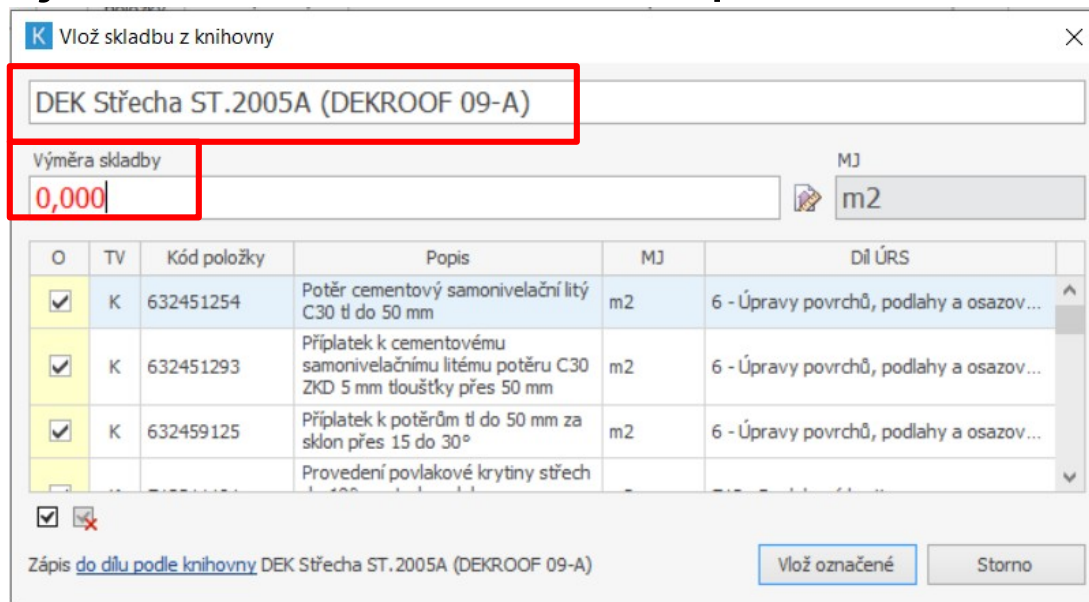 K Vlož skladbu z knihovny
DEK Střecha ST.2005A (DEKROOF 09-A)
Výměra skladby MJ
0,000 m2
O TV Kód položky Popis MJ Díl ÚRS
K 632451254 Potěr cementový samonivelační litý m2 6 - Úpravy povrchů, podlahy a osazov...
C30 tl do 50 mm
Příplatek k cementovému
K 632451293 samonivelačnímu litému potěru C30 m2 6 - Úpravy povrchů, podlahy a osazov...
ZKD 5 mm tloušťky přes 50 mm
K 632459125 Příplatek k potěrům tl do 50 mm za m2 6 - Úpravy povrchů, podlahy a osazov...
sklon přes 15 do 30°
Provedení povlakové krytiny střech
Zápis do dílu podle knihovny DEK Střecha ST.2005A (DEKROOF 09-A) Vlož označené Storno